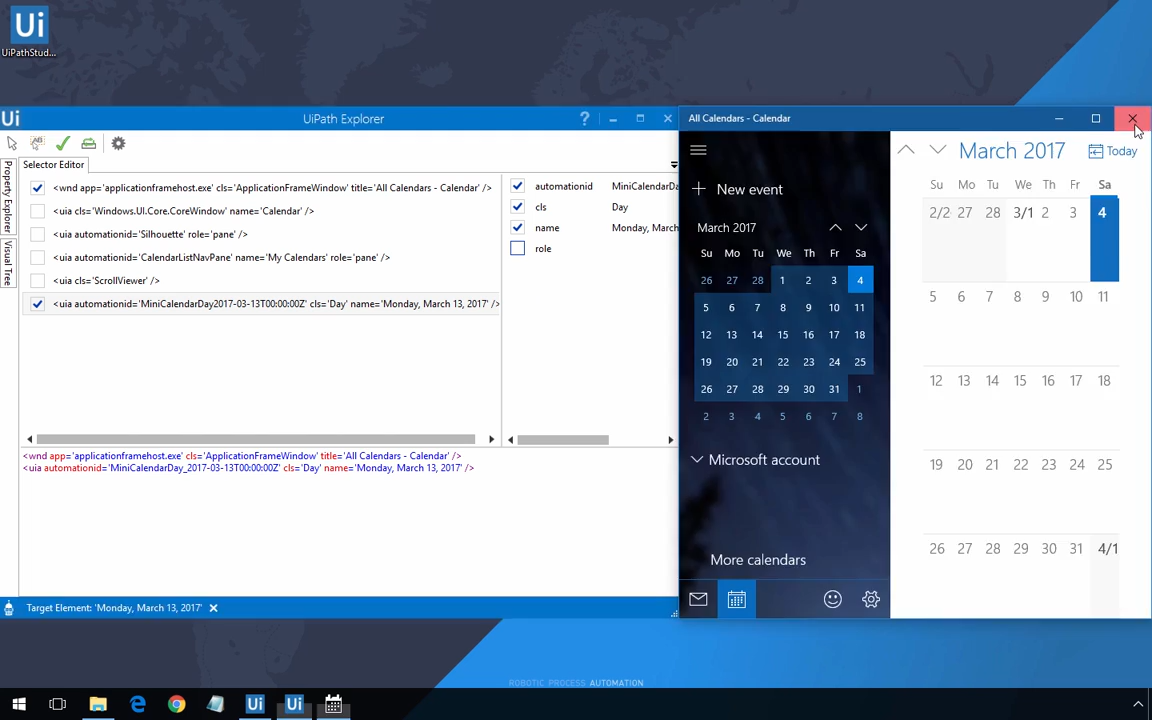 Ui
UiPathStud...
Ui
UiPath Explorer
?
Selector Editor
Property Explorer
Visual Tree
<wnd app='applicationframehost.exe' cls='ApplicationFrameWindow' title='All Calendars - Calendar' />
<uia cls='Windows.UI.Core.CoreWindow' name='Calendar' />
<uia automationid='Silhouette' role='pane' />
<uia automationid='CalendarListNavPane' name='My Calendars' role='pane' />
<uia cls='ScrollViewer' />
<uia automationid='MiniCalendarDay2017-03-13T00:00:00Z' cls='Day' name='Monday, March 13, 2017' />
automationid MiniCalendarDa
cls Day
name Monday, March
role
<wnd app='applicationframehost.exe' cls='ApplicationFrameWindow' title='All Calendars - Calendar' />
<uia automationid='MiniCalendarDay_2017-03-13T00:00:00Z' cls='Day' name='Monday, March 13, 2017' />
Target Element: 'Monday, March 13, 2017'
All Calendars - Calendar
New event
March 2017
Su Mo Tu We Th Fr Sa
26 27 28 1 2 3 4
5 6 7 8 9 10 11
12 13 14 15 16 17 18
19 20 21 22 23 24 25
26 27 28 29 30 31 1
2 3 4 5 6 7 8
Microsoft account
More calendars
March 2017
Today
Su Mo Tu We Th Fr Sa
2/2 27 28 3/1 2 3 4
5 6 7 8 9 10 11
12 13 14 15 16 17 18
19 20 21 22 23 24 25
26 27 28 29 30 31 4/1
ROBOTIC PROCESS AUTOMATION
Ui
Ui